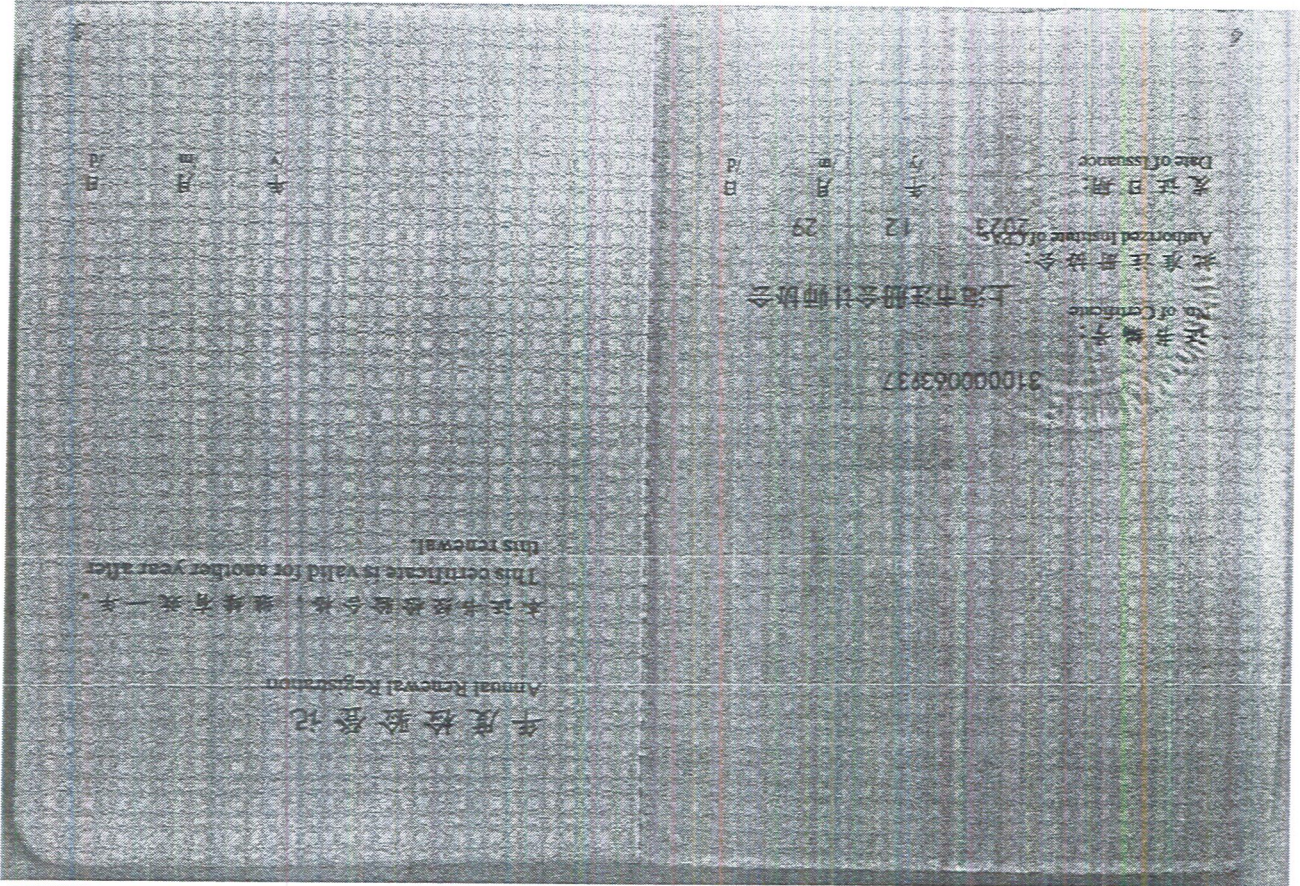 证书编号：
No. of Certificate
310000063937
批准注册协会：
Authorized Institute of CPAs
上海市注册会计师协会
发证日期：
Date of Issuance
2023 12 29
年 月 日
/y /m /d
年度检验登记
Annual Renewal Registration
本证书经检验合格，继续有效一年。
This certificate is valid for another year after
this renewal.
年 月 日
/y /m /d